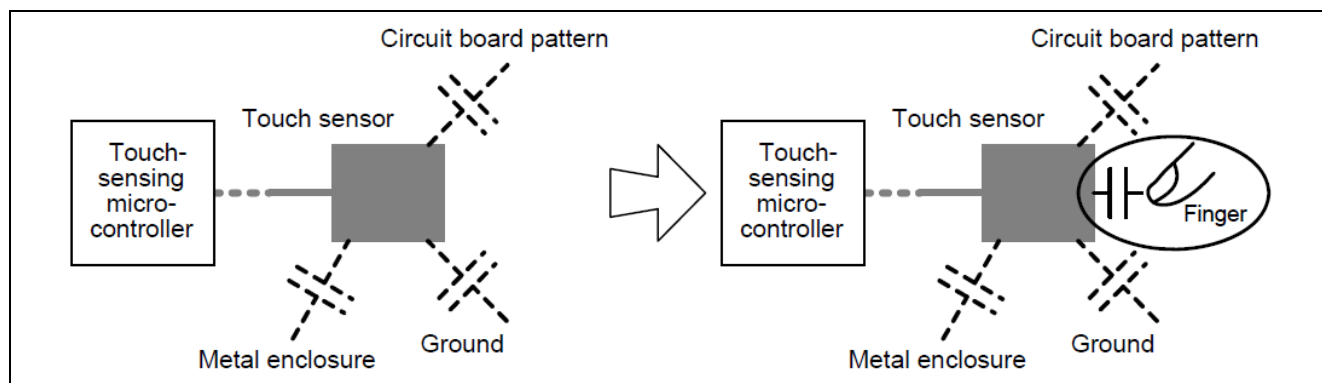 Circuit board pattern
Touch sensor
Touch-
sensing
micro-
controller
Metal enclosure
Ground
Circuit board pattern
Touch sensor
Touch-
sensing
micro-
controller
Finger
Metal enclosure
Ground